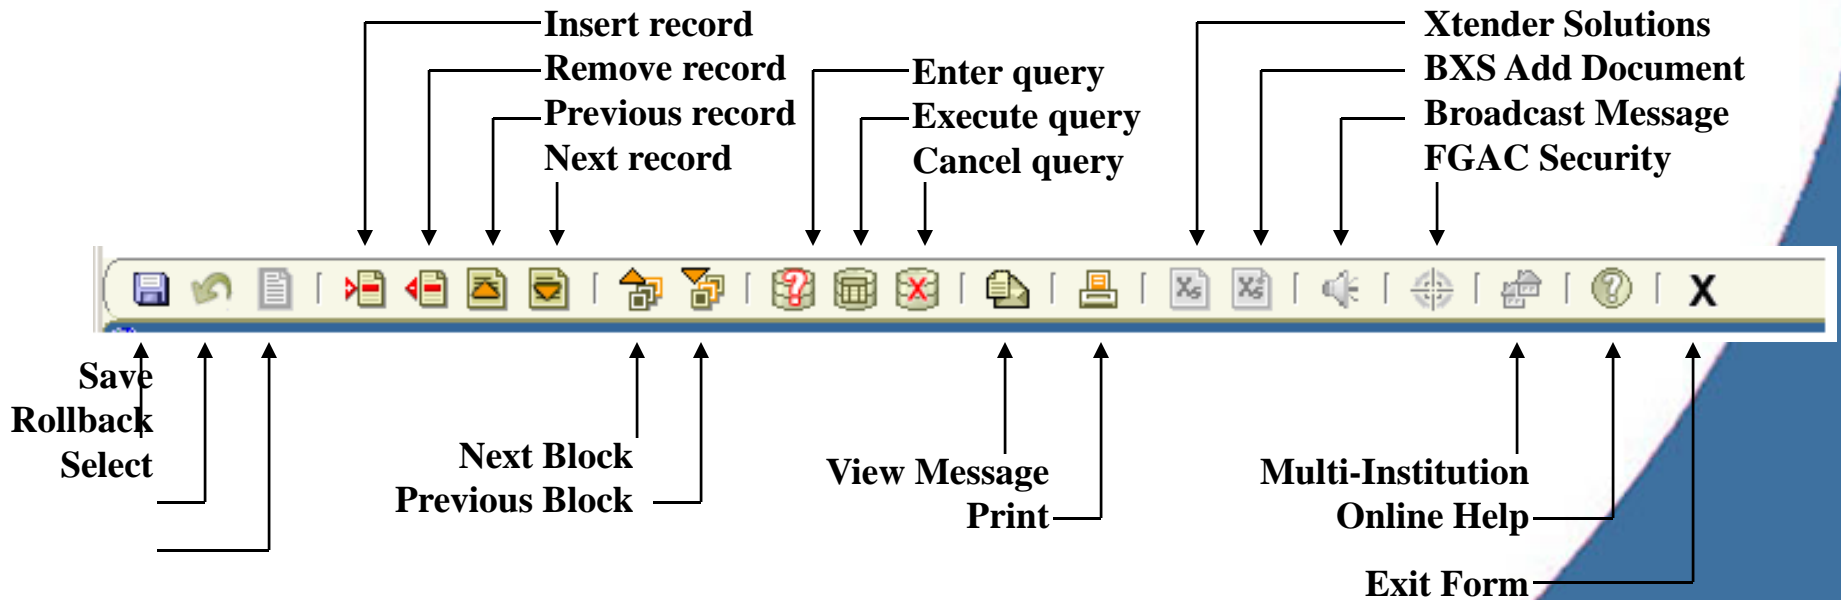 Insert record
Remove record
Previous record
Next record
Enter query
Execute query
Cancel query
Xtender Solutions
BXS Add Document
Broadcast Message
FGAC Security
Save
Rollback
Select
Next Block
Previous Block
View Message
Print
Multi-Institution
Online Help
Exit Form